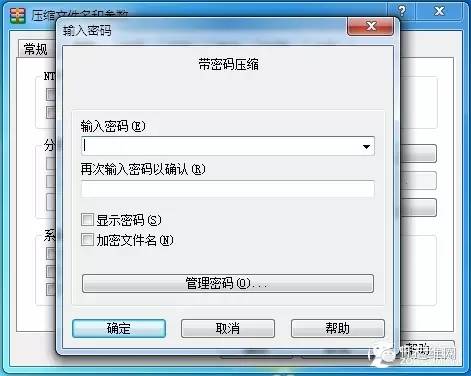 压缩文件名和参数
输入密码
常规
带密码压缩
NT
输入密码(E)
分
再次输入密码以确认(R)
显示密码(S)
系
加密文件名(N)
管理密码(O)...
确定
取消
帮助
帮助